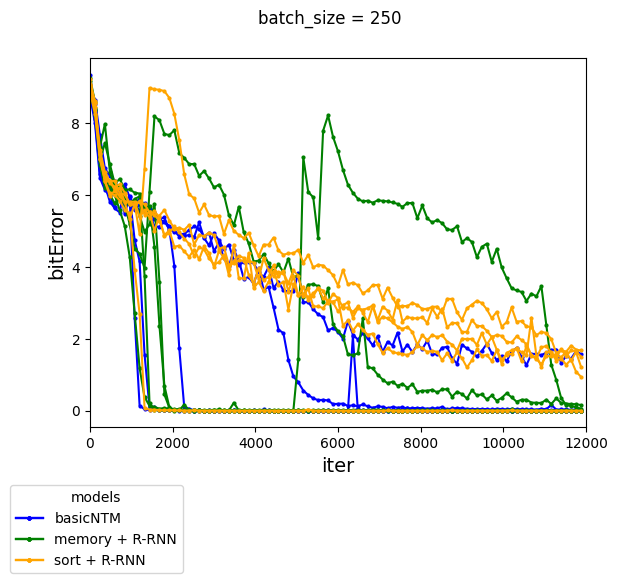 batch_size = 250
bitError
8
6
4
2
0
0 2000 4000 6000 8000 10000 12000
iter
models
basicNTM
memory + R-RNN
sort + R-RNN